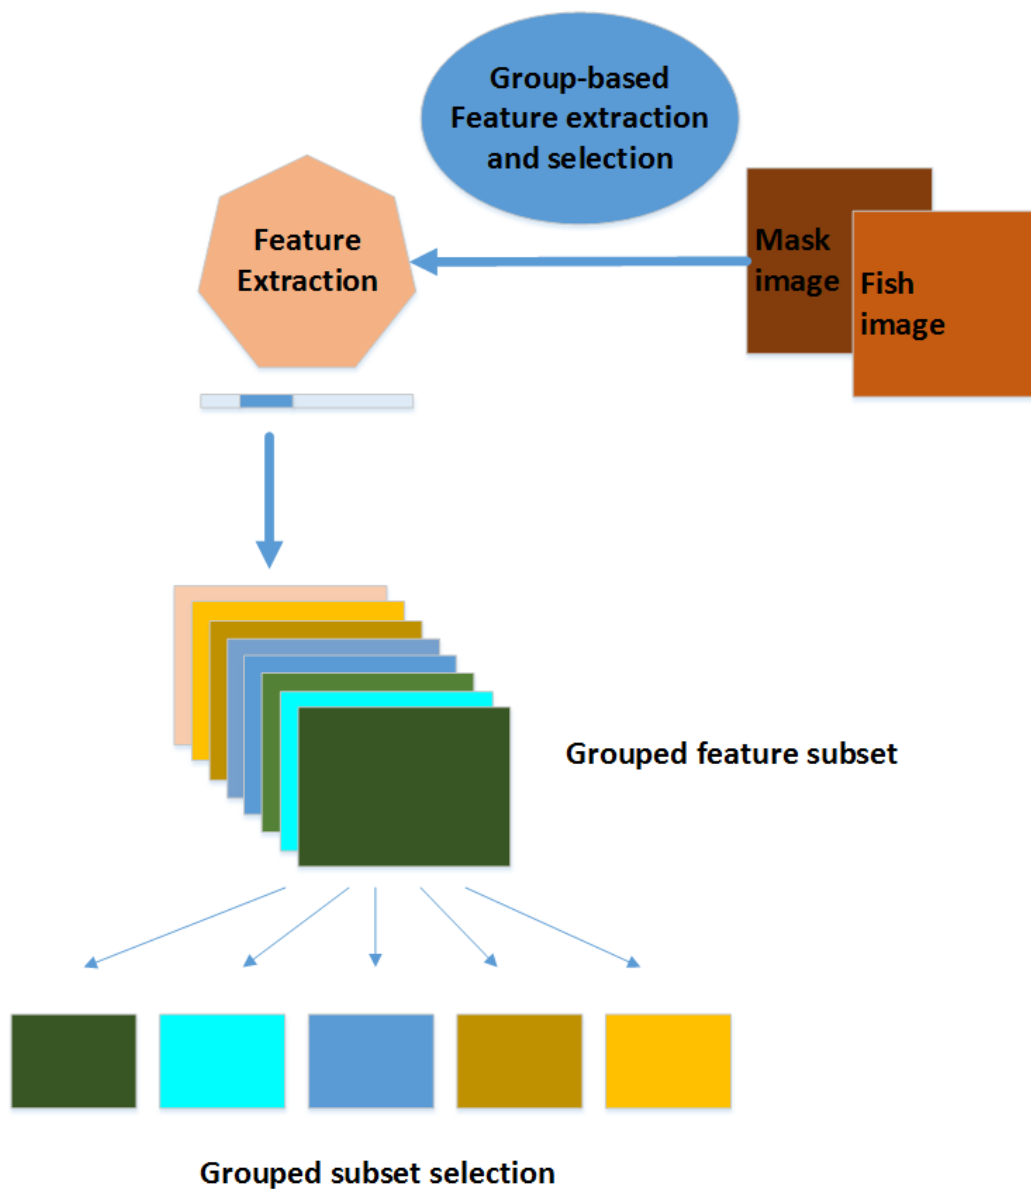 Group-based
Feature extraction
and selection
Feature
Extraction
Mask
image
Fish
image
Grouped feature subset
Grouped subset selection